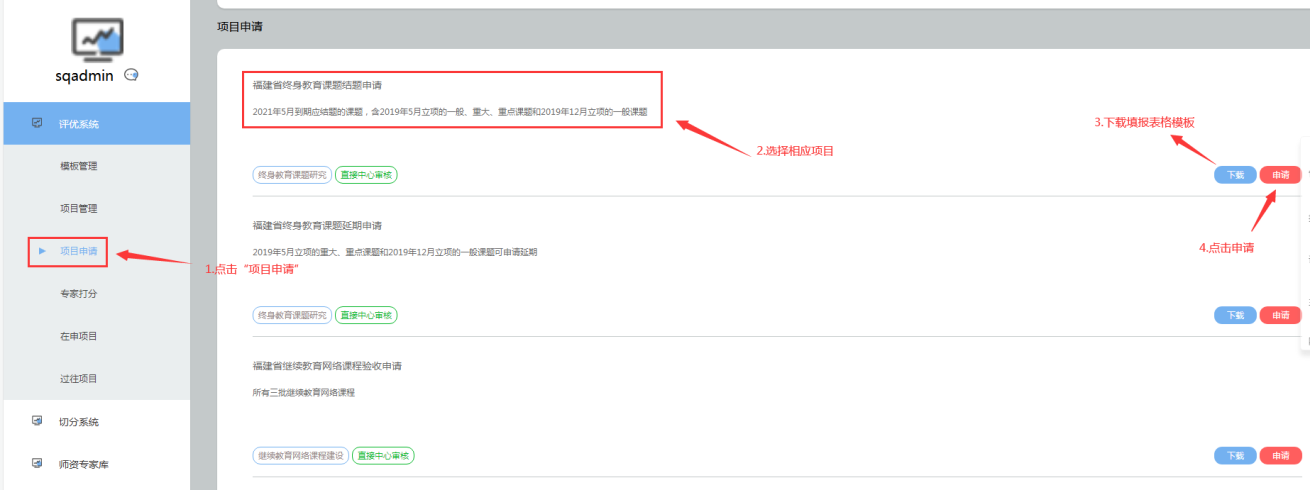 项目申请
sqadmin
评优系统
模板管理
项目管理
项目申请
专家打分
在申项目
过往项目
切分系统
师资专家库
1.点击“项目申请”
福建省终身教育课题结题申请
2021年5月到期应结题的课题，含2019年5月立项的一般、重大、重点课题和2019年12月立项的一般课题
2.选择相应项目
3.下载填报表格模板
终身教育课题研究
直接中心审核
下载
申请
4.点击申请
福建省终身教育课题延期申请
2019年5月立项的重大、重点课题和2019年12月立项的一般课题可申请延期
终身教育课题研究
直接中心审核
下载
申请
福建省继续教育网络课程验收申请
所有三批继续教育网络课程
继续教育网络课程建设
直接中心审核
下载
申请